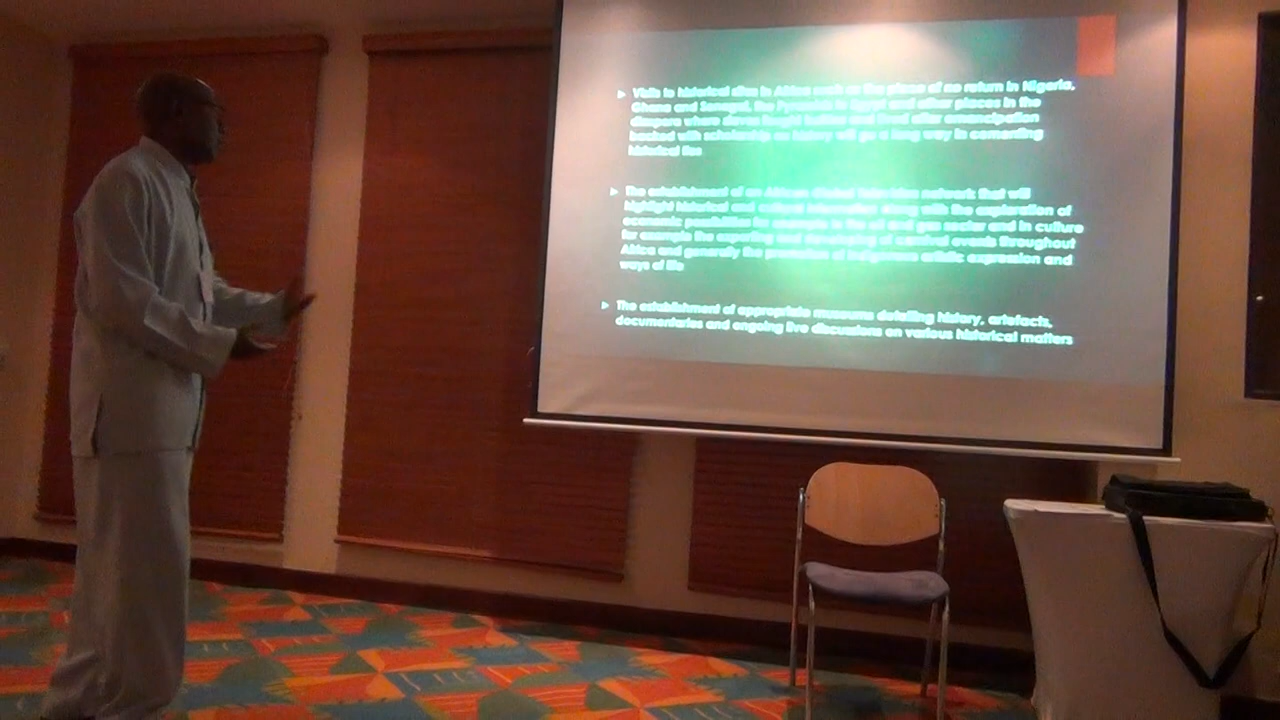 Visits to historical sites in Africa such as the place of no return in Nigeria,
Ghana and Senegal, the Pyramids in Egypt and other places in the
where slaves fought and lived after emancipation
backed with scholarship on history will go a long way in cementing
historical ties
The establishment of an African Global television network that will
highlight historical and cultural along with the exploration of
economic possibilities for example in the oil and gas sector and in culture
for example the exporting and developing of carnival events throughout
Africa and generally the promotion of indigenous artistic expression and
ways of life
The establishment of appropriate museums detailing history, artefacts,
documentaries and ongoing live discussions on various historical matters